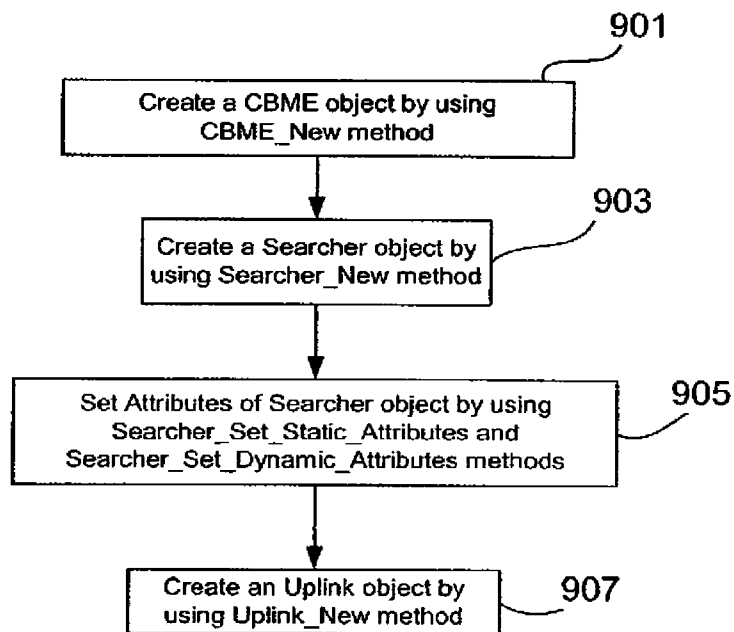 901
Create a CBME object by using
CBME_New method
903
Create a Searcher object by
using Searcher_New method
905
Set Attributes of Searcher object by using
Searcher_Set_Static_Attributes and
Searcher_Set_Dynamic_Attributes methods
907
Create an Uplink object by
using Uplink_New method